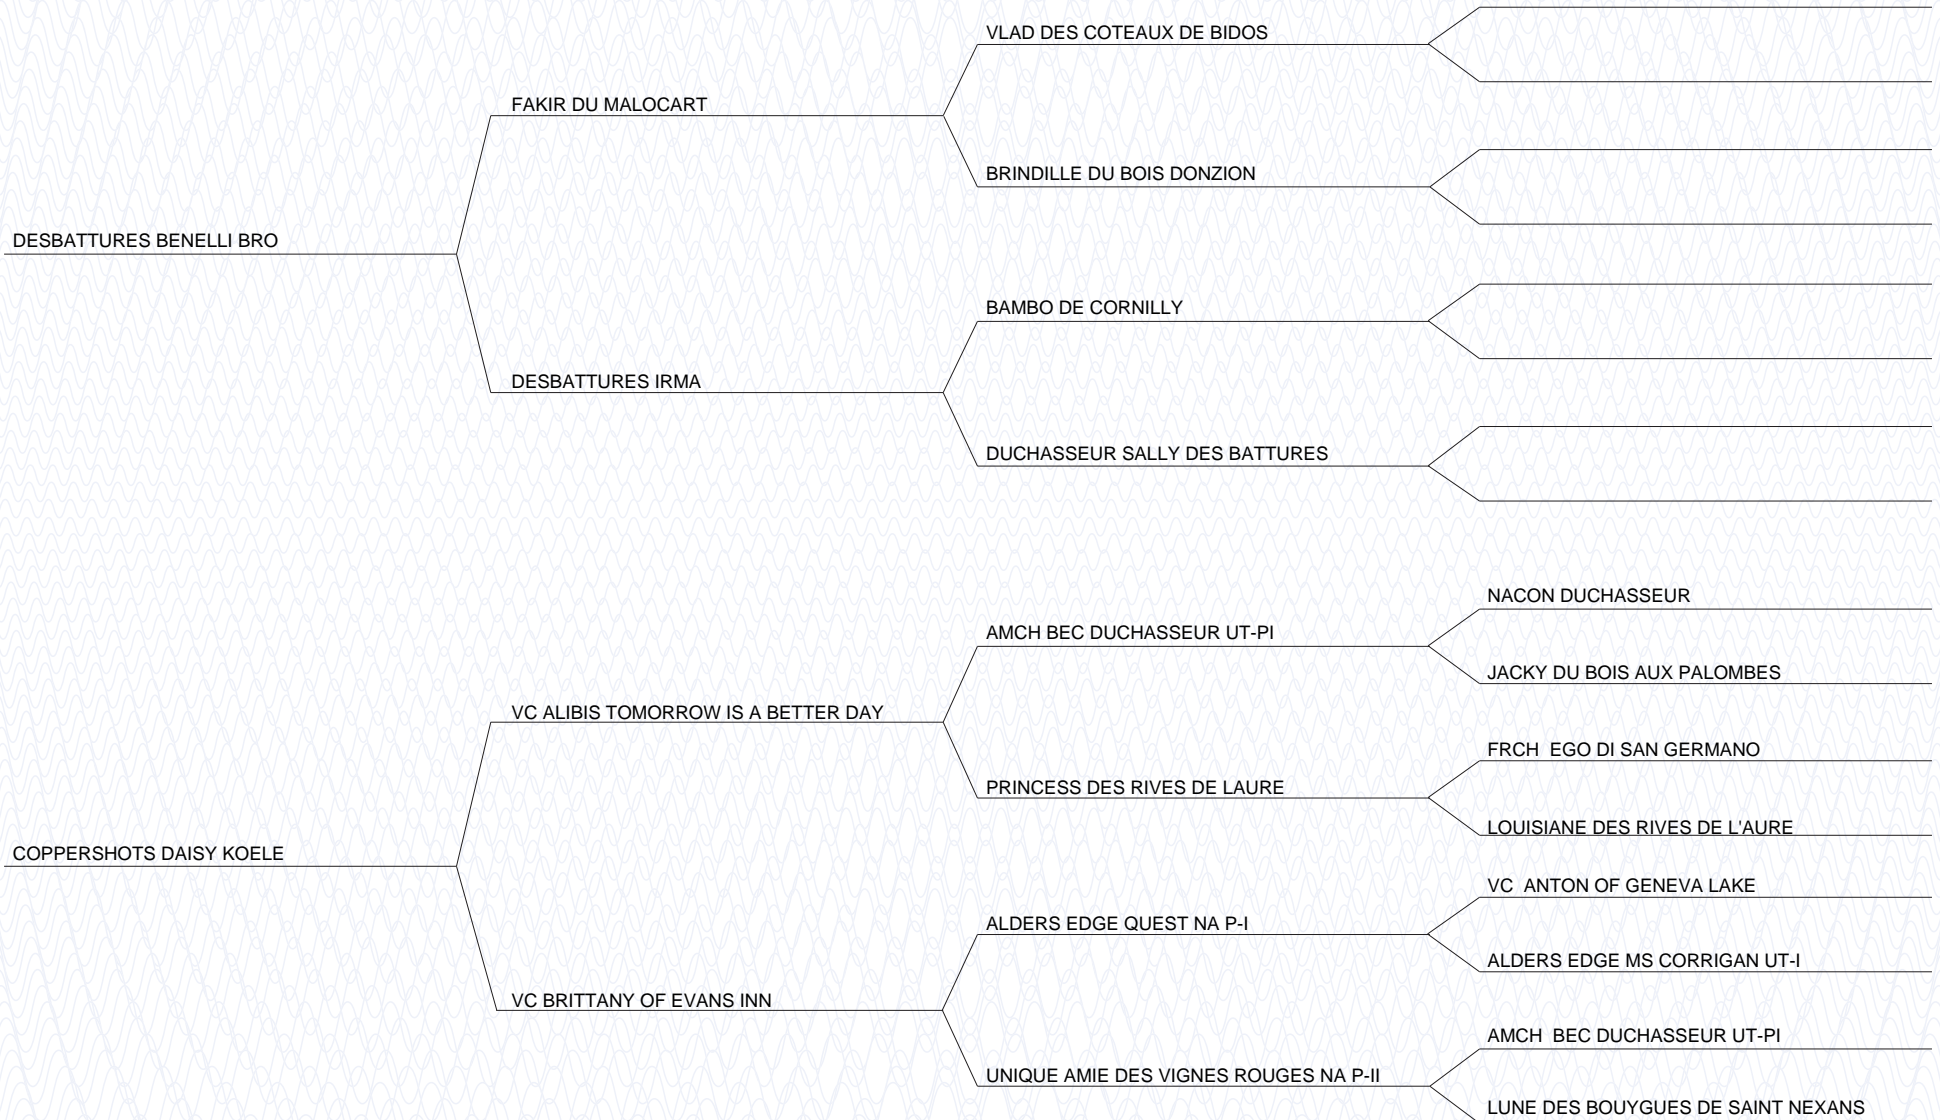 VLAD DES COTEAUX DE BIDOS
FAKIR DU MALOCART
BRINDILLE DU BOIS DONZION
DESBATTURES BENELLI BRO
BAMBO DE CORNILLY
DESBATTURES IRMA
DUCHASSEUR SALLY DES BATTURES
NACON DUCHASSEUR
AMCH BEC DUCHASSEUR UT-PI
JACKY DU BOIS AUX PALOMBES
VC ALIBIS TOMORROW IS A BETTER DAY
FRCH  EGO DI SAN GERMANO
PRINCESS DES RIVES DE LAURE
LOUISIANE DES RIVES DE L'AURE
COPPERSHOTS DAISY KOELE
VC  ANTON OF GENEVA LAKE
ALDERS EDGE QUEST NA P-I
ALDERS EDGE MS CORRIGAN UT-I
VC BRITTANY OF EVANS INN
AMCH  BEC DUCHASSEUR UT-PI
UNIQUE AMIE DES VIGNES ROUGES NA P-II
LUNE DES BOUYGUES DE SAINT NEXANS